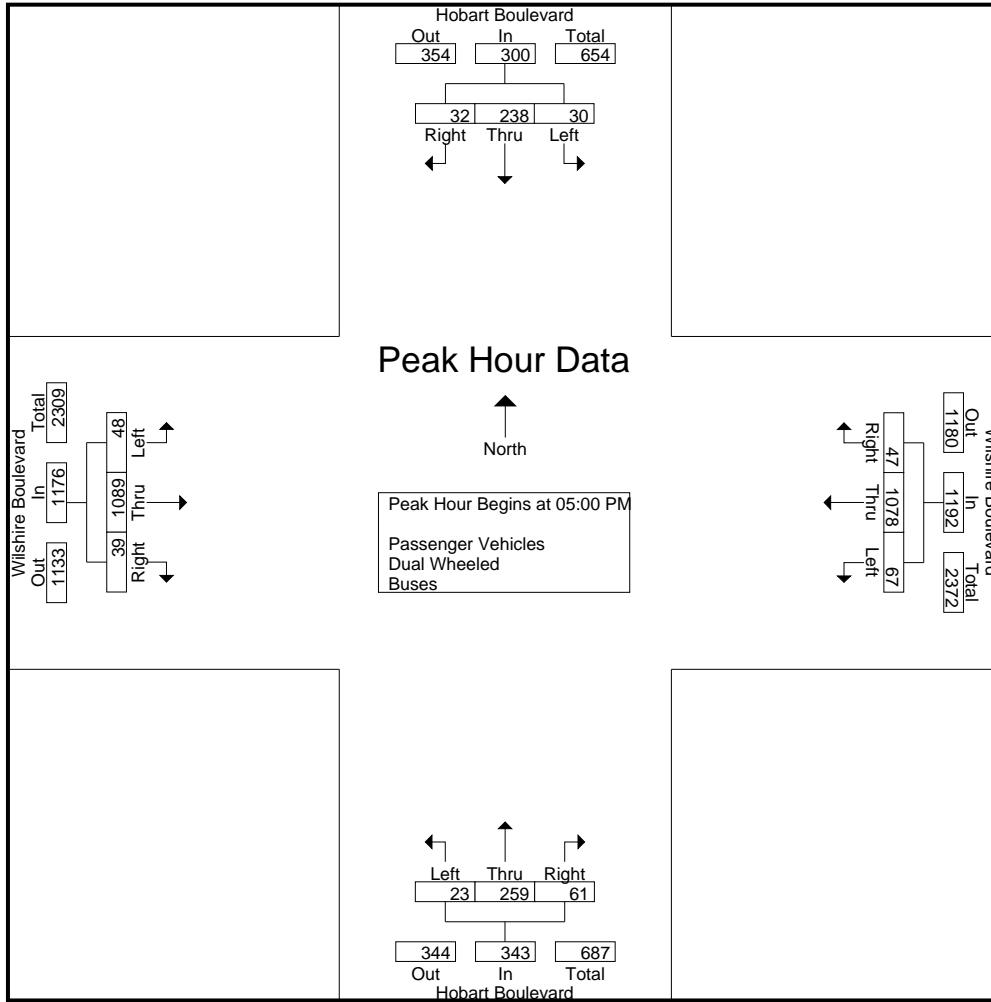 Hobart Boulevard
Out In Total
354 300 654
32 238 30
Right Thru Left
Peak Hour Data
North
Peak Hour Begins at 05:00 PM
Passenger Vehicles
Dual Wheeled
Buses
Wilshire Boulevard
Out In Total
1133 1176 2309
39 1089 48
Right Thru Left
Wilshire Boulevard
Out In Total
1180 1192 2372
47 1078 67
Right Thru Left
Left Thru Right
23 259 61
344 343 687
Out In Total
Hobart Boulevard